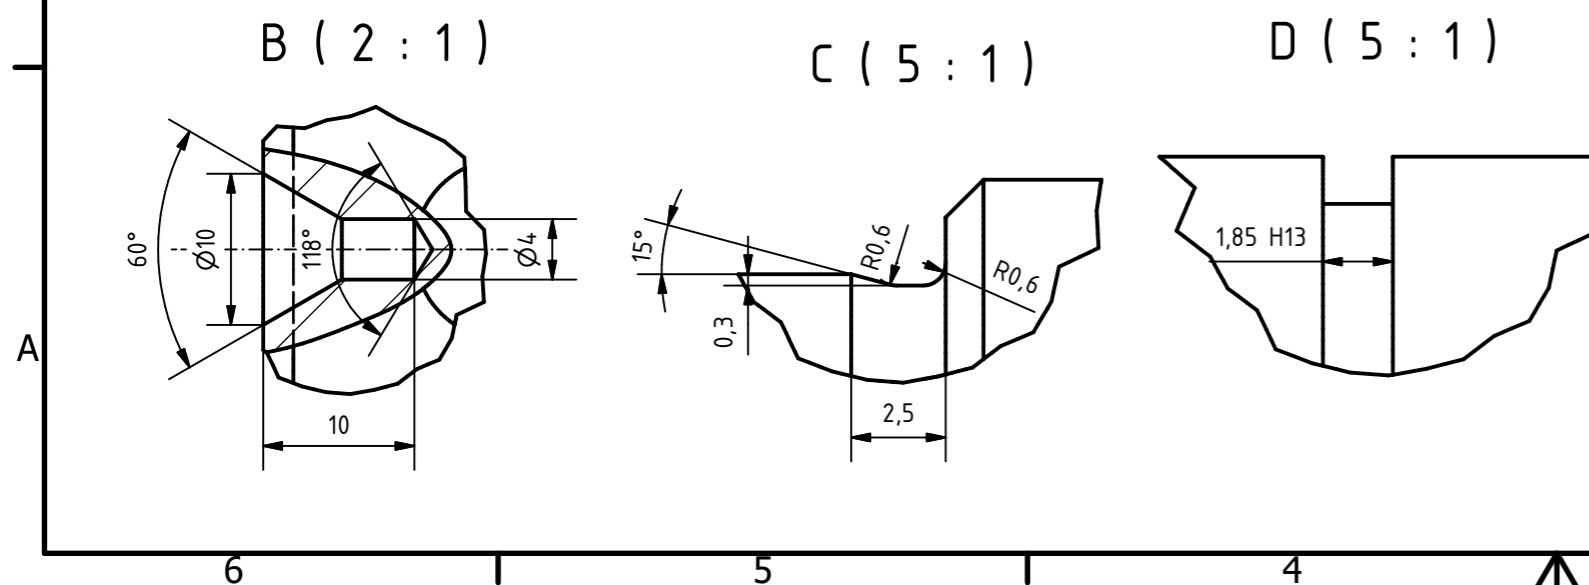 B ( 2 : 1 )
C ( 5 : 1 )
D ( 5 : 1 )
60°
Ø10
118°
Ø4
10
15°
0,3
R0,6
R0,6
2,5
1,85 H13
A
6
5
4